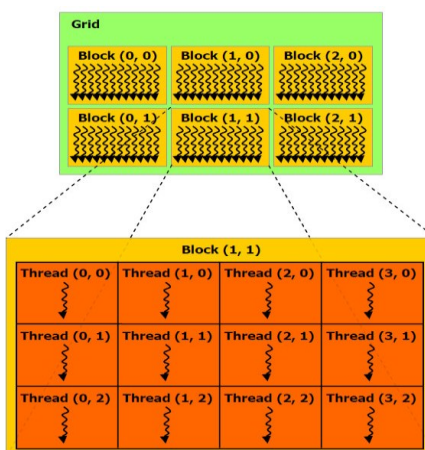 Grid
Block (0, 0) Block (1, 0) Block (2, 0)
Block (0, 1) Block (1, 1) Block (2, 1)
Block (1, 1)
Thread (0, 0) Thread (1, 0) Thread (2, 0) Thread (3, 0)
Thread (0, 1) Thread (1, 1) Thread (2, 1) Thread (3, 1)
Thread (0, 2) Thread (1, 2) Thread (2, 2) Thread (3, 2)